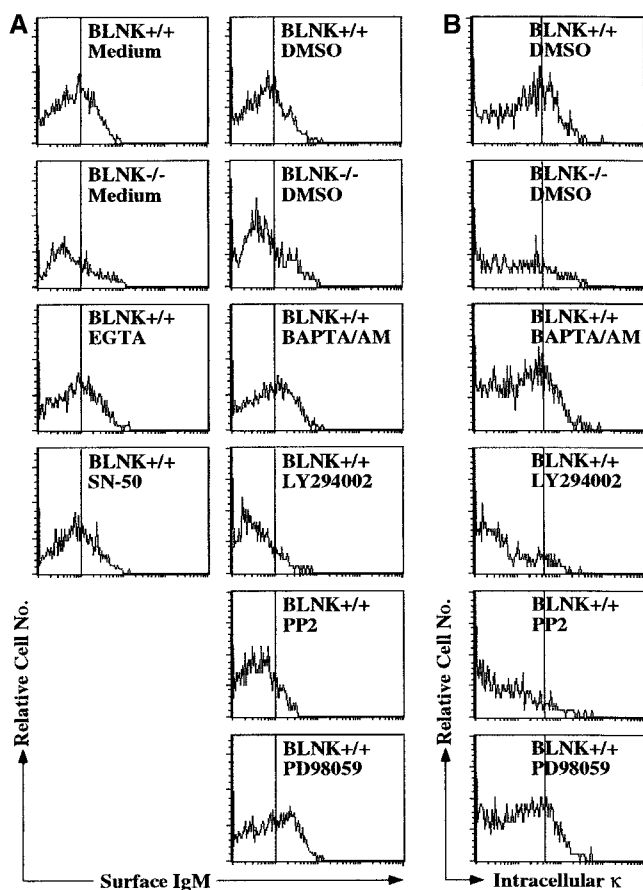 A
BLNK+/+
Medium
BLNK+/+
DMSO
B
BLNK+/+
DMSO
BLNK-/-
Medium
BLNK-/-
DMSO
BLNK-/-
DMSO
BLNK+/+
EGTA
BLNK+/+
BAPTA/AM
BLNK+/+
BAPTA/AM
BLNK+/+
SN-50
BLNK+/+
LY294002
BLNK+/+
LY294002
BLNK+/+
PP2
BLNK+/+
PP2
BLNK+/+
PD98059
BLNK+/+
PD98059
Relative Cell No.
Surface IgM
Relative Cell No.
Intracellular κ